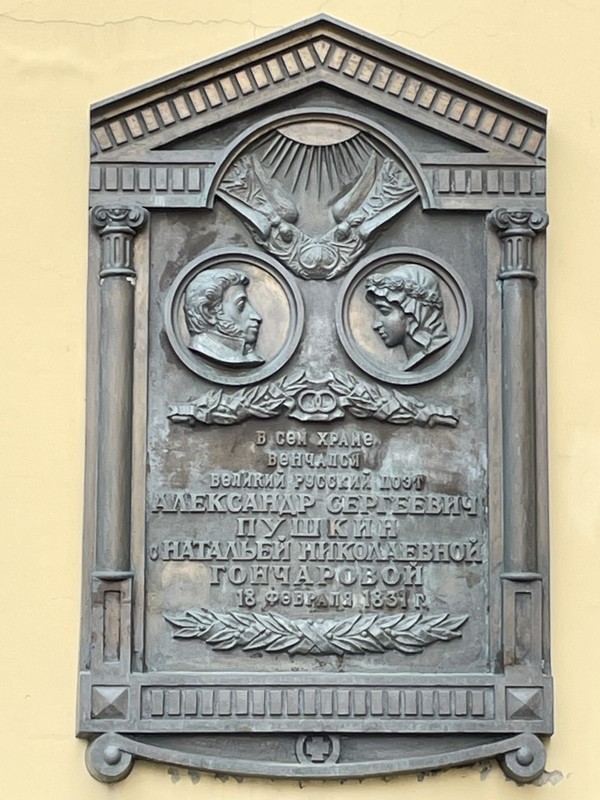 В СЕМ ХРАМЕ
ВЕНЧАЛСЯ
ВЕЛИКИЙ РУССКИЙ ПОЭТ
АЛЕКСАНДР СЕРГЕЕВИЧ
ПУШКИН
С НАТАЛЬЕЙ НИКОЛАЕВНОЙ
ГОНЧАРОВОЙ
18 ФЕВРАЛЯ 1831 Г.